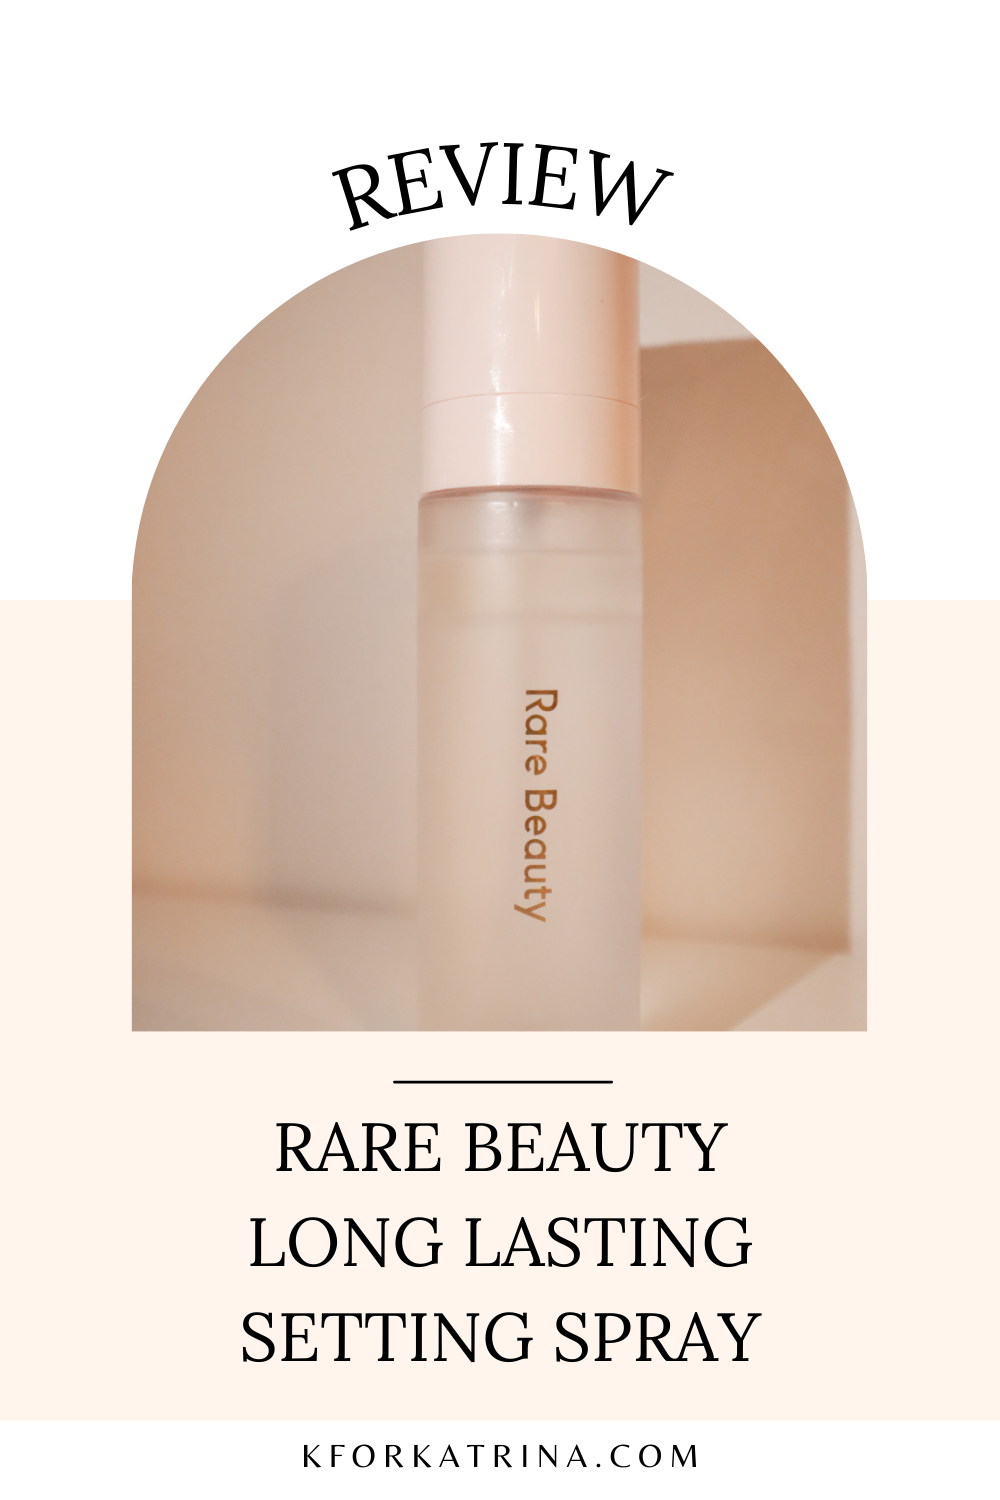 REVIEW
Rare Beauty
RARE BEAUTY
LONG LASTING
SETTING SPRAY
KFORKATRINA.COM